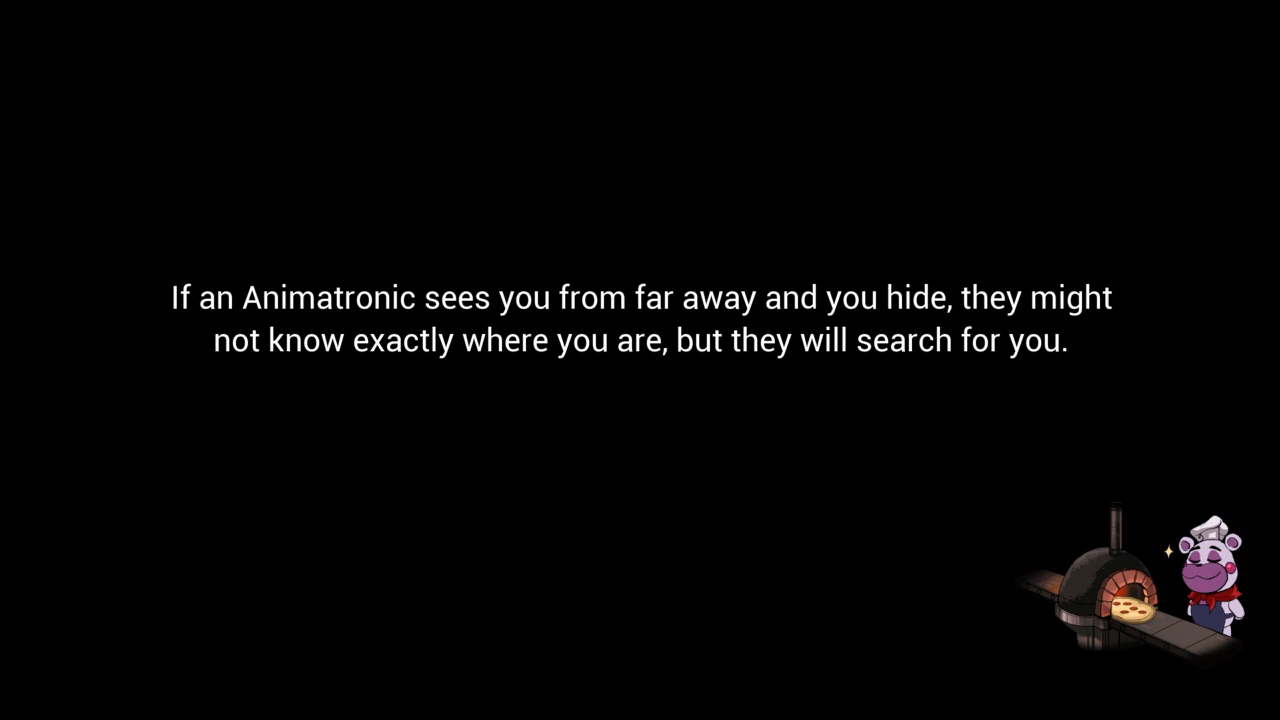 If an Animatronic sees you from far away and you hide, they might
not know exactly where you are, but they will search for you.